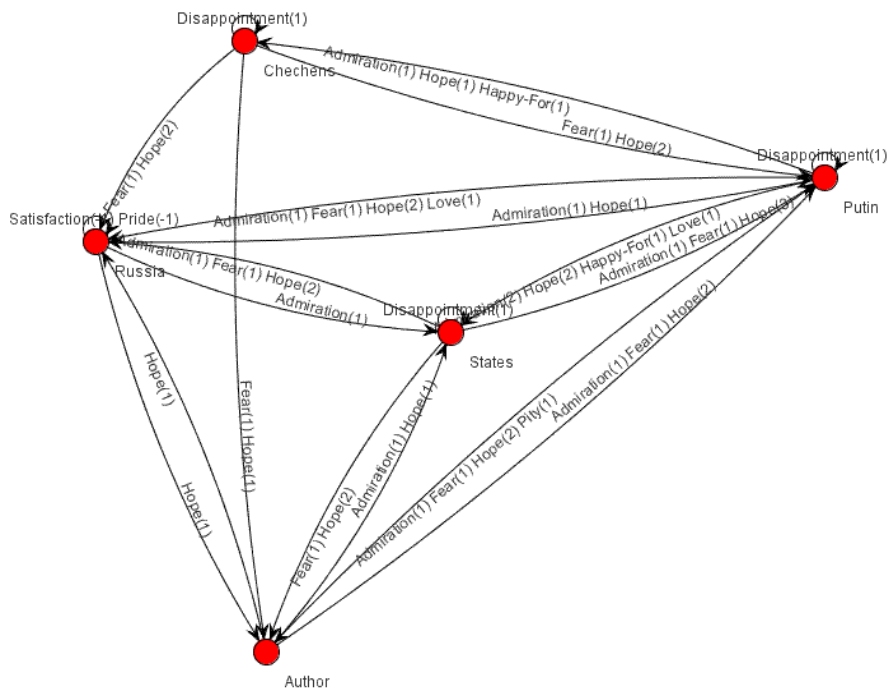 Disappointment(1)
Chechens
Admiration(1) Hope(1) Happy-For(1)
Fear(1) Hope(2)
Disappointment(1)
Putin
Fear(1) Hope(2)
Satisfaction( Pride(-1)
Russia
Admiration(1) Fear(1) Hope(2) Love(1)
Admiration(1) Hope(1)
Admiration(1) Fear(1) Hope(2)
Admiration(1)
Hope(2) Happy-For(1) Love(1)
Admiration(1) Fear(1) Hope(3)
Disappointment(1)
States
Hope(1)
Hope(1)
Fear(1) Hope(1)
Fear(1) Hope(2)
Admiration(1) Hope(1)
Admiration(1) Fear(1) Hope(2) Pity(1)
Admiration(1) Fear(1) Hope(2)
Author